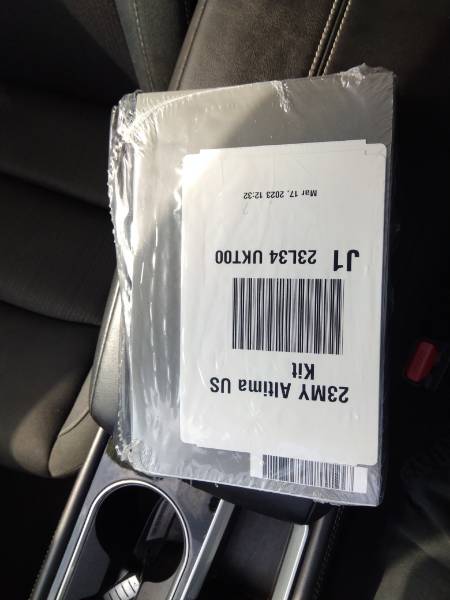 23MY Altima US
Kit
J1 23L34 UKT00
Mar 17, 2023 12:32